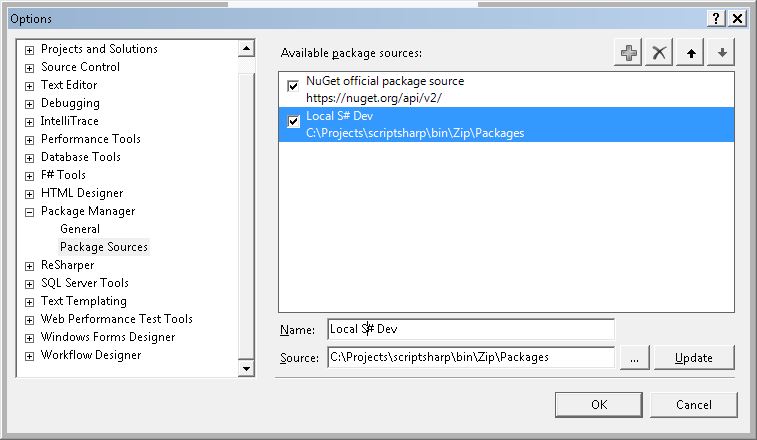 Options
Projects and Solutions
Source Control
Text Editor
Debugging
IntelliTrace
Performance Tools
Database Tools
F# Tools
HTML Designer
Package Manager
General
Package Sources
ReSharper
SQL Server Tools
Text Templating
Web Performance Test Tools
Windows Forms Designer
Workflow Designer
Available package sources:
NuGet official package source
https://nuget.org/api/v2/
Local S# Dev
C:\Projects\scriptsharp\bin\Zip\Packages
Name: Local S# Dev
Source: C:\Projects\scriptsharp\bin\Zip\Packages ... Update
OK Cancel